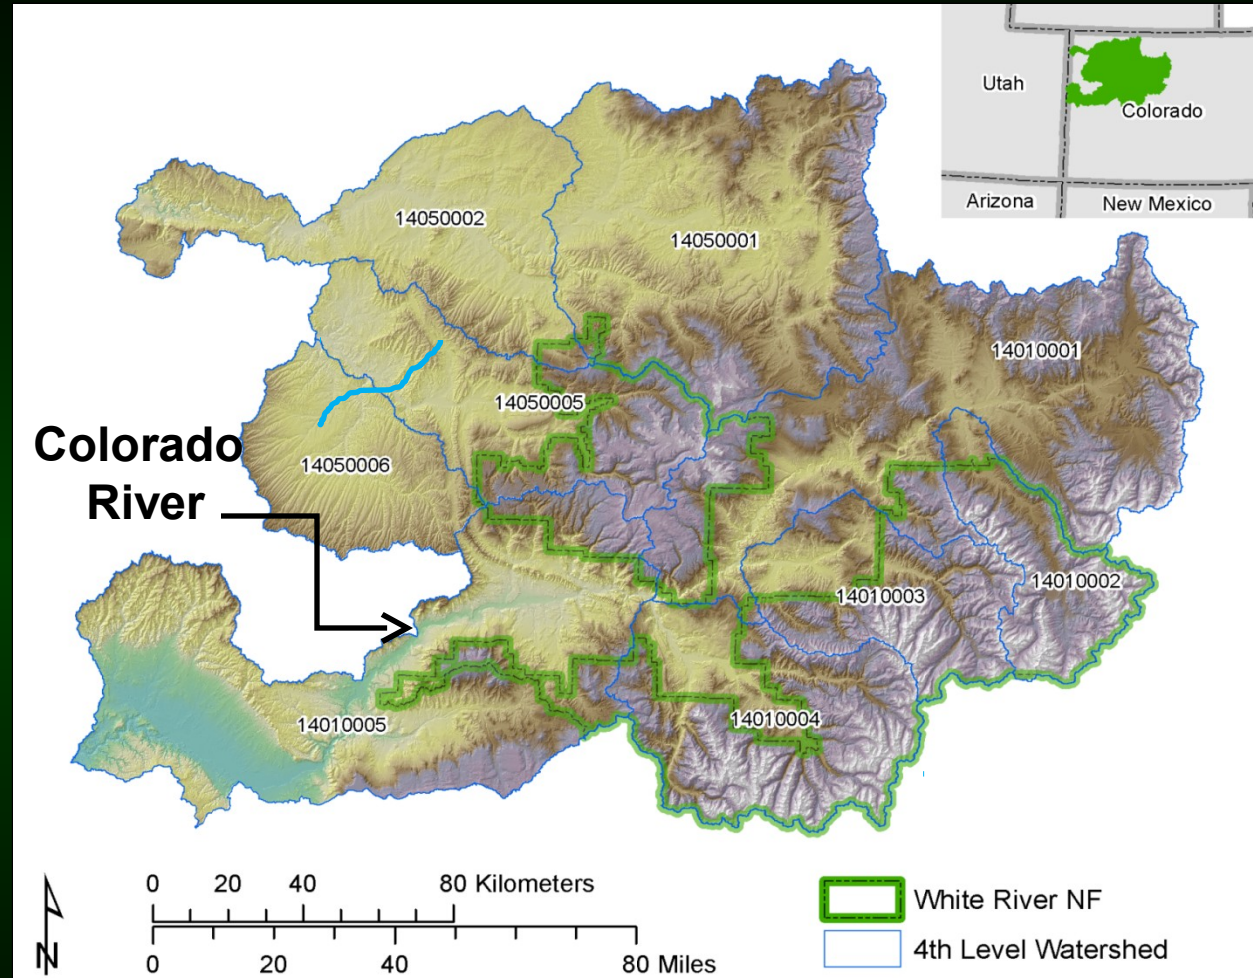 Utah
Colorado
Arizona
New Mexico
14050002
14050001
14010001
14050005
14050006
Colorado
River
14010002
14010003
14010005
14010004
0 20 40 80 Kilometers
0 20 40 80 Miles
N
White River NF
4th Level Watershed